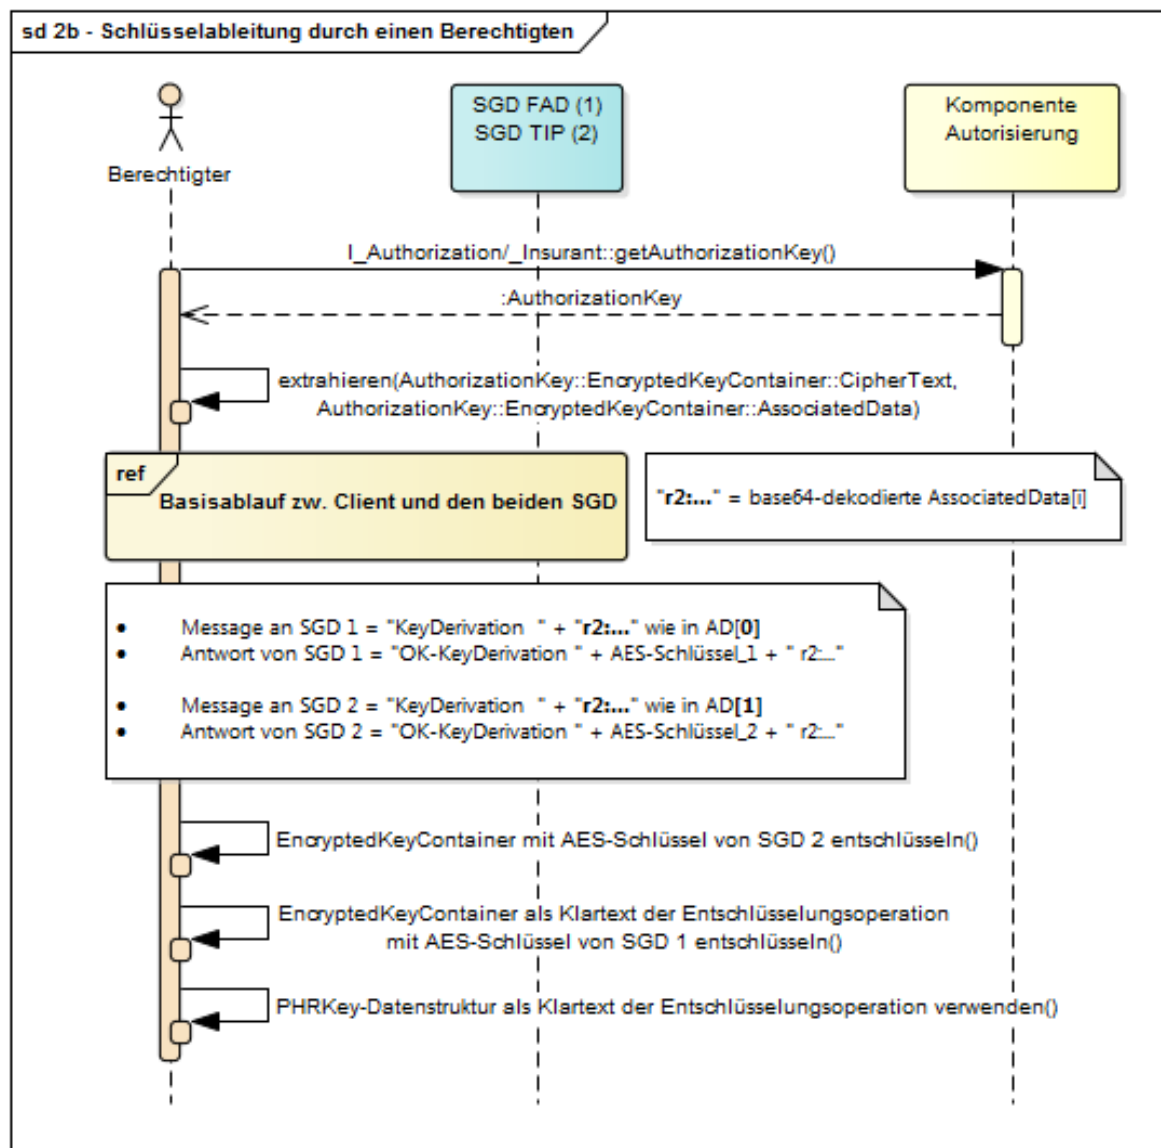 sd 2b - Schlüsselableitung durch einen Berechtigten
SGD FAD (1)
SGD TIP (2)
Komponente
Autorisierung
Berechtigter
I_Authorization/_Insurant::getAuthorizationKey()
:AuthorizationKey
extrahieren(AuthorizationKey::EncryptedKeyContainer::CipherText,
AuthorizationKey::EncryptedKeyContainer::AssociatedData)
ref
Basisablauf zw. Client und den beiden SGD
"r2:..." = base64-dekodierte AssociatedData[i]
• Message an SGD 1 = "KeyDerivation " + "r2:..." wie in AD[0]
• Antwort von SGD 1 = "OK-KeyDerivation " + AES-Schlüssel_1 + " r2:..."
• Message an SGD 2 = "KeyDerivation " + "r2:..." wie in AD[1]
• Antwort von SGD 2 = "OK-KeyDerivation " + AES-Schlüssel_2 + " r2:..."
EncryptedKeyContainer mit AES-Schlüssel von SGD 2 entschlüsseln()
EncryptedKeyContainer als Klartext der Entschlüsselungsoperation
mit AES-Schlüssel von SGD 1 entschlüsseln()
PHRKey-Datenstruktur als Klartext der Entschlüsselungsoperation verwenden()